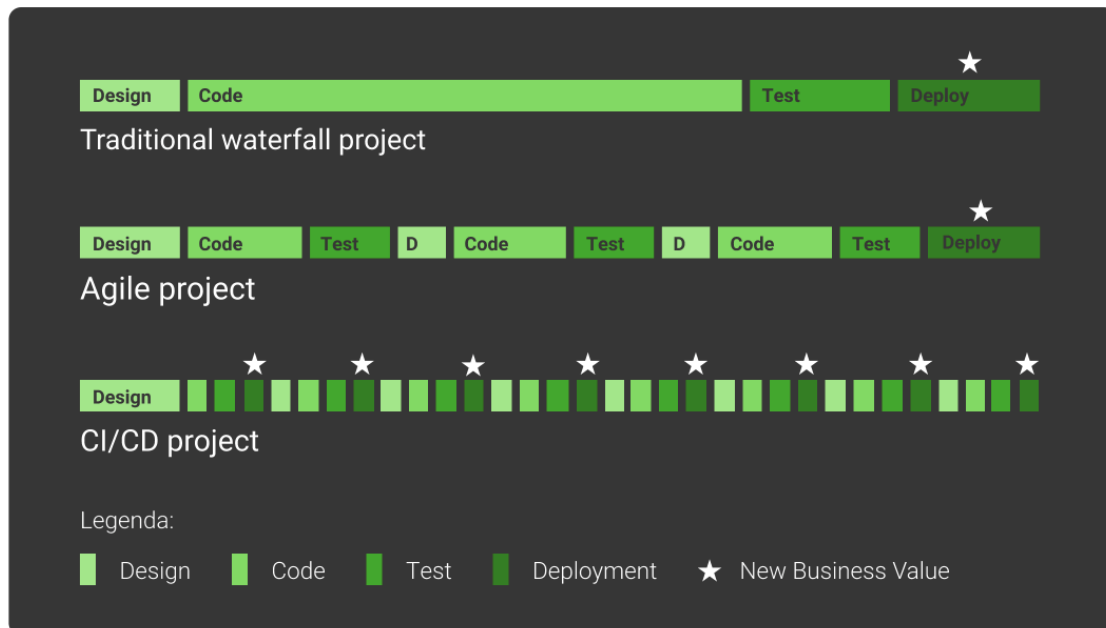 Design Code Test Deploy
Traditional waterfall project
Design Code Test D Code Test D Code Test Deploy
Agile project
Design
CI/CD project
Legenda:
Design Code Test Deployment New Business Value